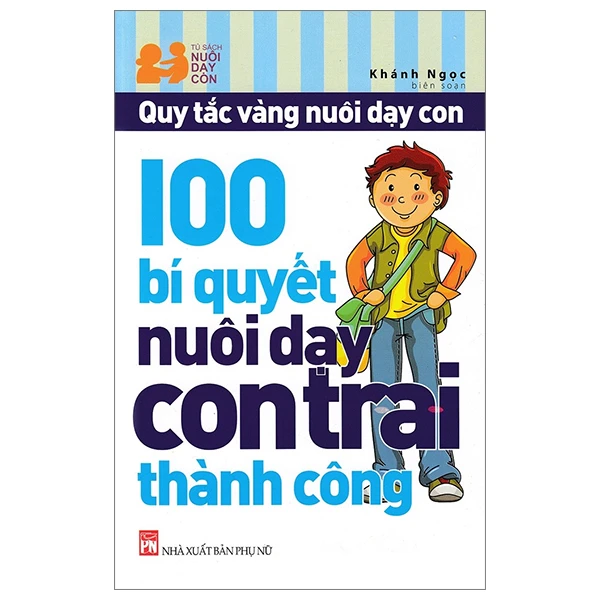 TỦ SÁCH
NUÔI
DẠY
CON
Khánh Ngọc
biên soạn
Quy tắc vàng nuôi dạy con
100
bí quyết
nuôi dạy
con trai
thành công
PN
NHÀ XUẤT BẢN PHỤ NỮ